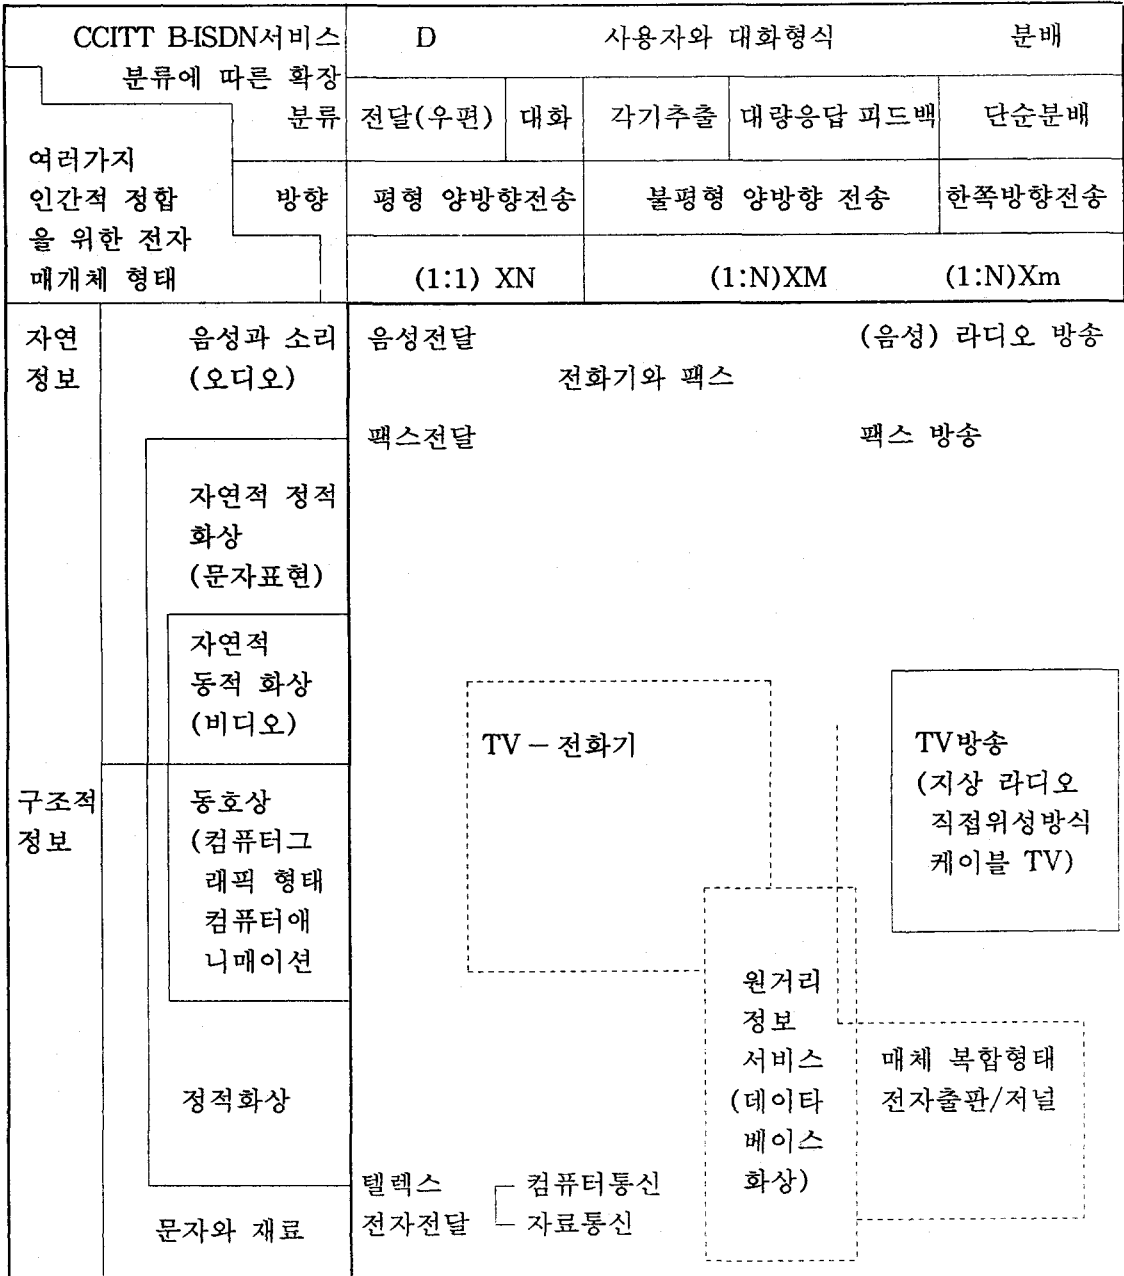 CCITT B-ISDN서비스
분류에 따른 확장
분류
여러가지
인간적 정합
을 위한 전자
매개체 형태
방향
D 사용자와 대화형식 분배
전달(우편) 대화 각기추출 대량응답 피드백 단순분배
평형 양방향전송 불평형 양방향 전송 한쪽방향전송
(1:1) XN (1:N)XM (1:N)Xm
자연
정보
음성과 소리
(오디오)
음성전달
전화기와 팩스
(음성) 라디오 방송
팩스전달
팩스 방송
자연적 정적
화상
(문자표현)
자연적
동적 화상
(비디오)
TV－전화기
TV방송
(지상 라디오
직접위성방식
케이블 TV)
구조적
정보
동호상
(컴퓨터그
래픽 형태
컴퓨터애
니매이션
원거리
정보
서비스
(데이타
베이스
화상)
매체 복합형태
전자출판/저널
정적화상
텔렉스
전자전달
컴퓨터통신
자료통신
문자와 재료